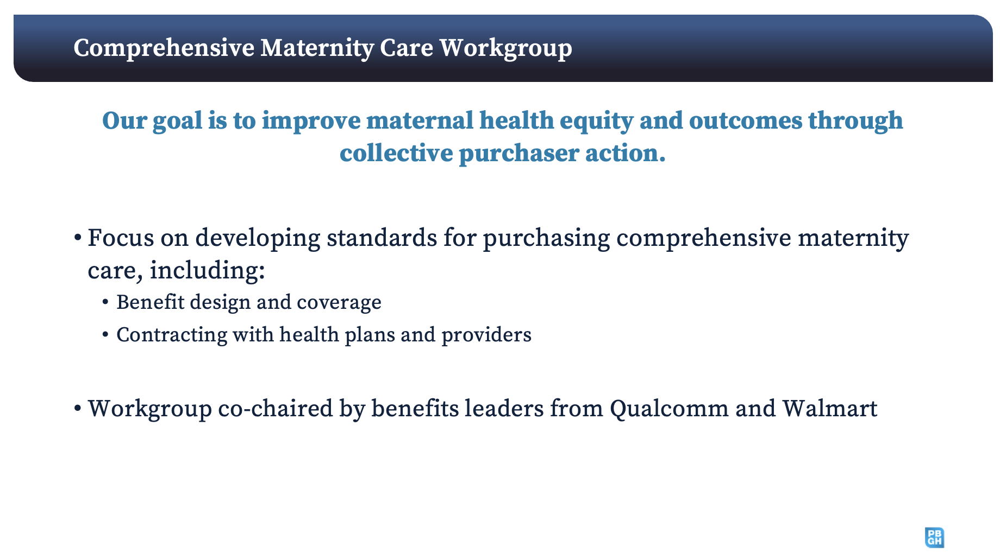 Comprehensive Maternity Care Workgroup
Our goal is to improve maternal health equity and outcomes through
collective purchaser action.
• Focus on developing standards for purchasing comprehensive maternity
care, including:
• Benefit design and coverage
• Contracting with health plans and providers
• Workgroup co-chaired by benefits leaders from Qualcomm and Walmart
PB
GH